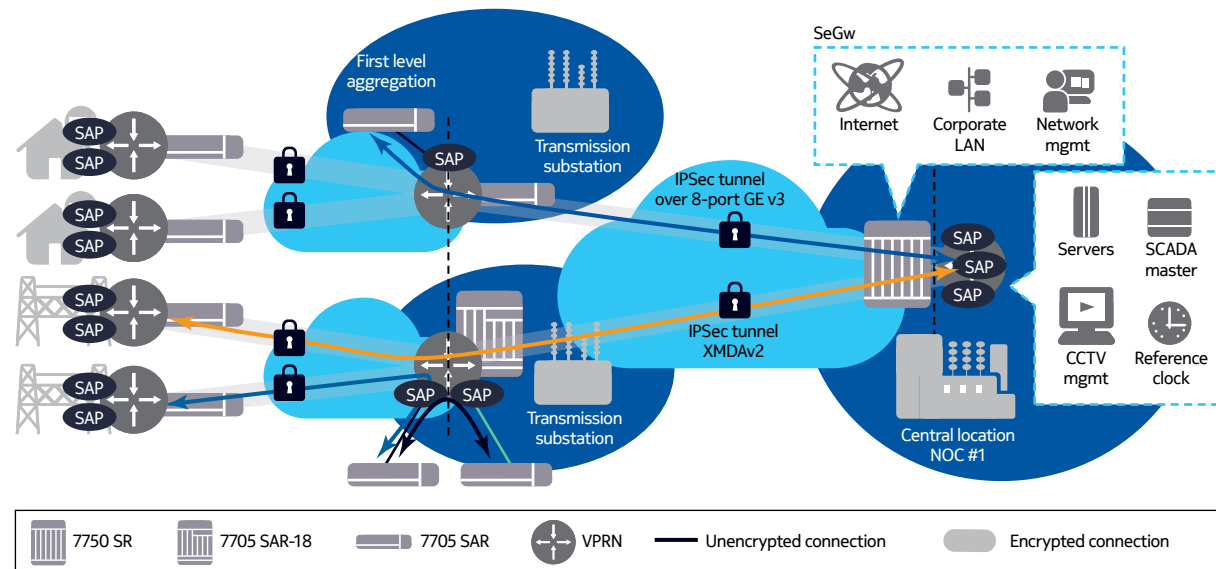 SeGw
Internet
Corporate
LAN
Network
mgmt
First level
aggregation
Transmission
substation
SAP
SAP
SAP
SAP
SAP
IPSec tunnel
over 8-port GE v3
SAP
SAP
SAP
Servers
SCADA
master
CCTV
mgmt
Reference
clock
SAP
SAP
SAP
SAP
SAP
SAP
IPSec tunnel
XMDAv2
Transmission
substation
Central location
NOC #1
7750 SR
7705 SAR-18
7705 SAR
VPRN
Unencrypted connection
Encrypted connection